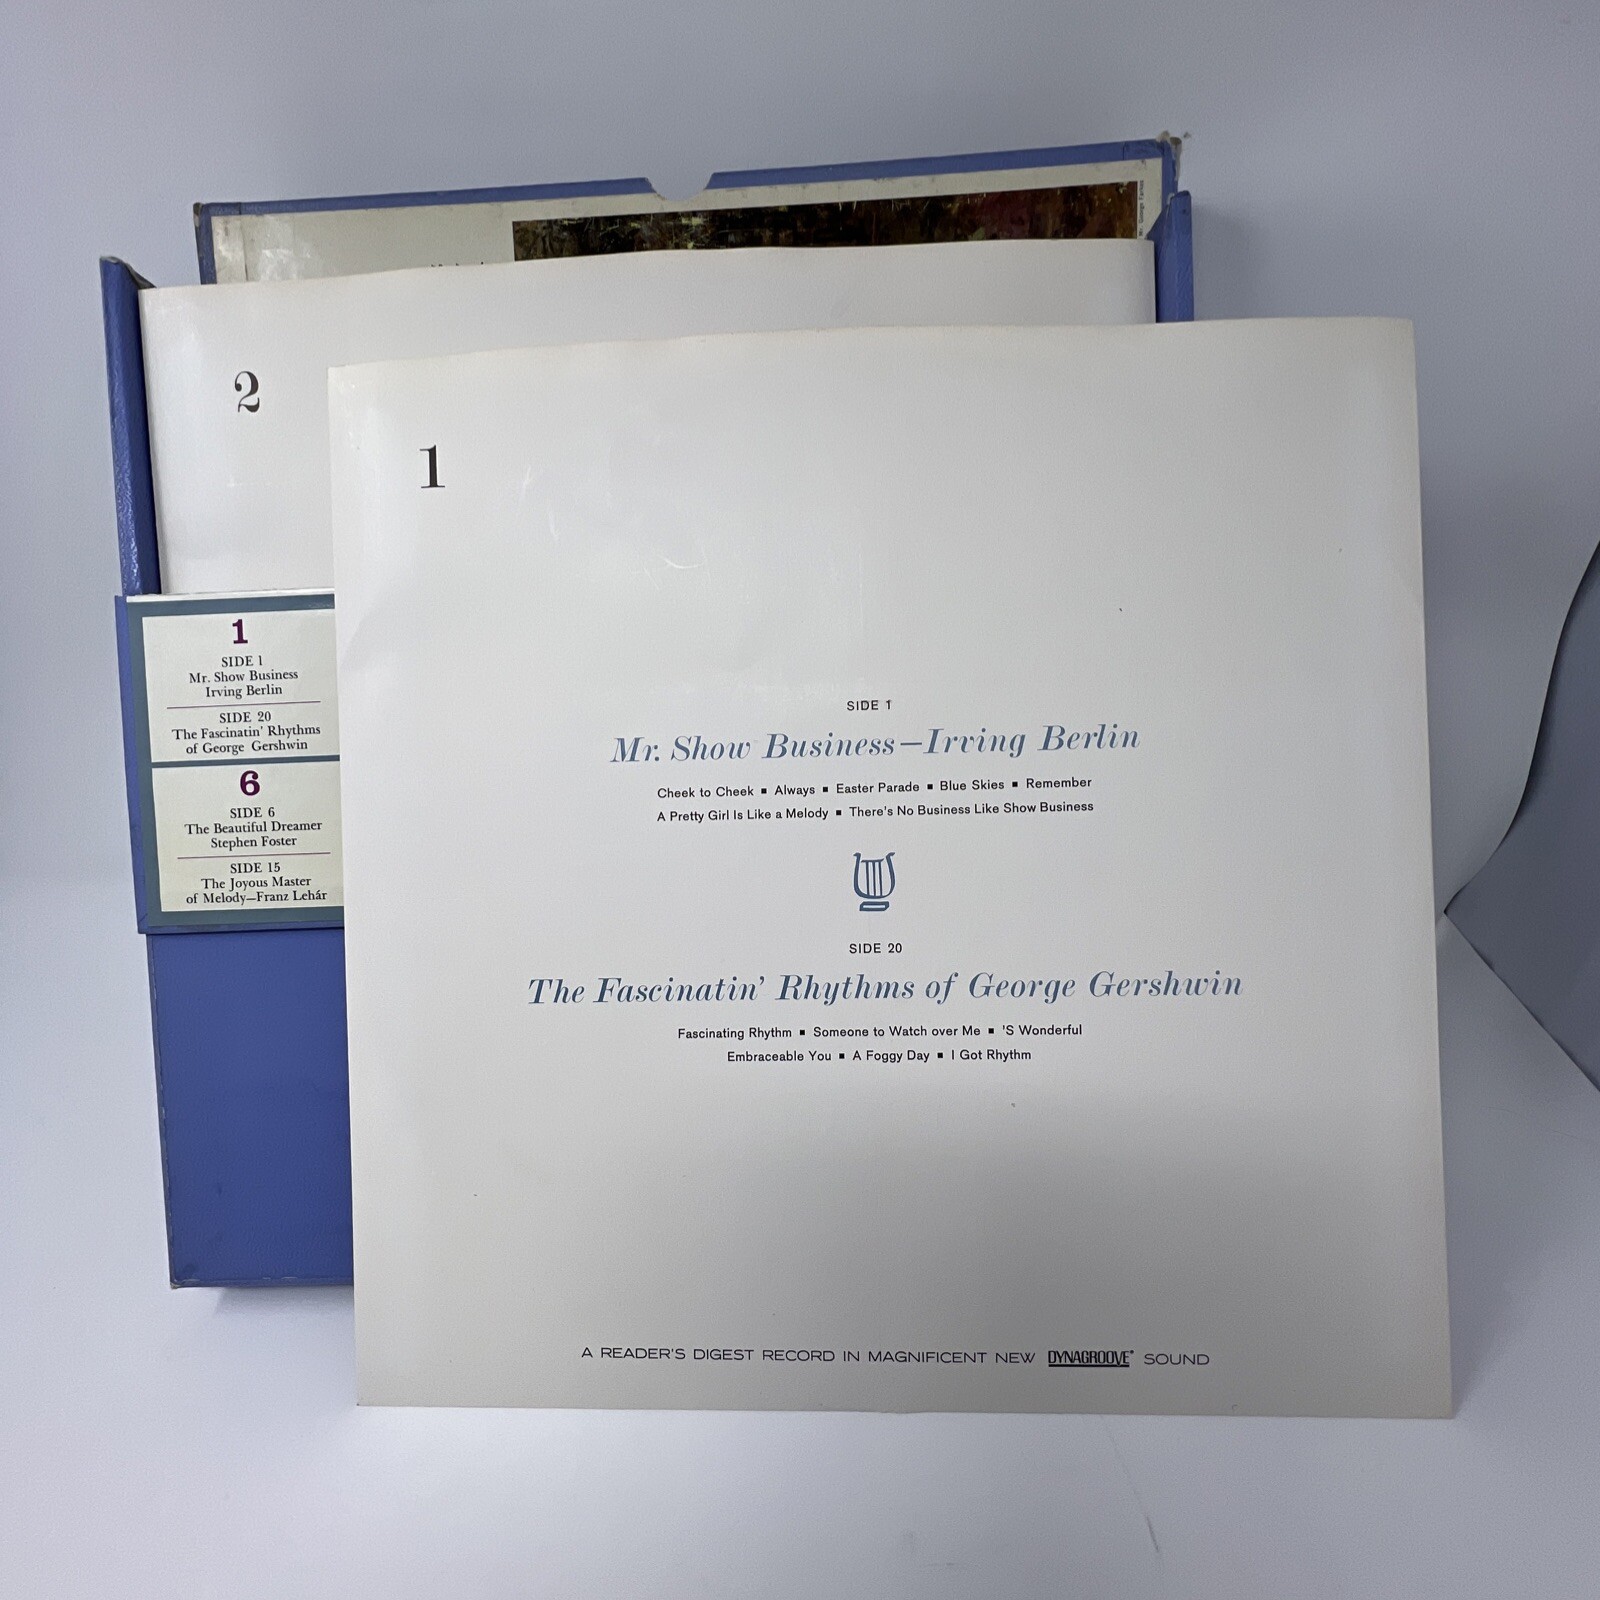 2
1
1
SIDE 1
Mr. Show Business
Irving Berlin
SIDE 20
The Fascinatin' Rhythms
of George Gershwin
6
SIDE 6
The Beautiful Dreamer
Stephen Foster
SIDE 15
The Joyous Master
of Melody—Franz Lehár
SIDE 1
Mr. Show Business—Irving Berlin
Cheek to Cheek ▪ Always ▪ Easter Parade ▪ Blue Skies ▪ Remember
A Pretty Girl Is Like a Melody ▪ There's No Business Like Show Business
SIDE 20
The Fascinatin' Rhythms of George Gershwin
Fascinating Rhythm ▪ Someone to Watch over Me ▪ 'S Wonderful
Embraceable You ▪ A Foggy Day ▪ I Got Rhythm
A READER'S DIGEST RECORD IN MAGNIFICENT NEW DYNAGROOVE® SOUND